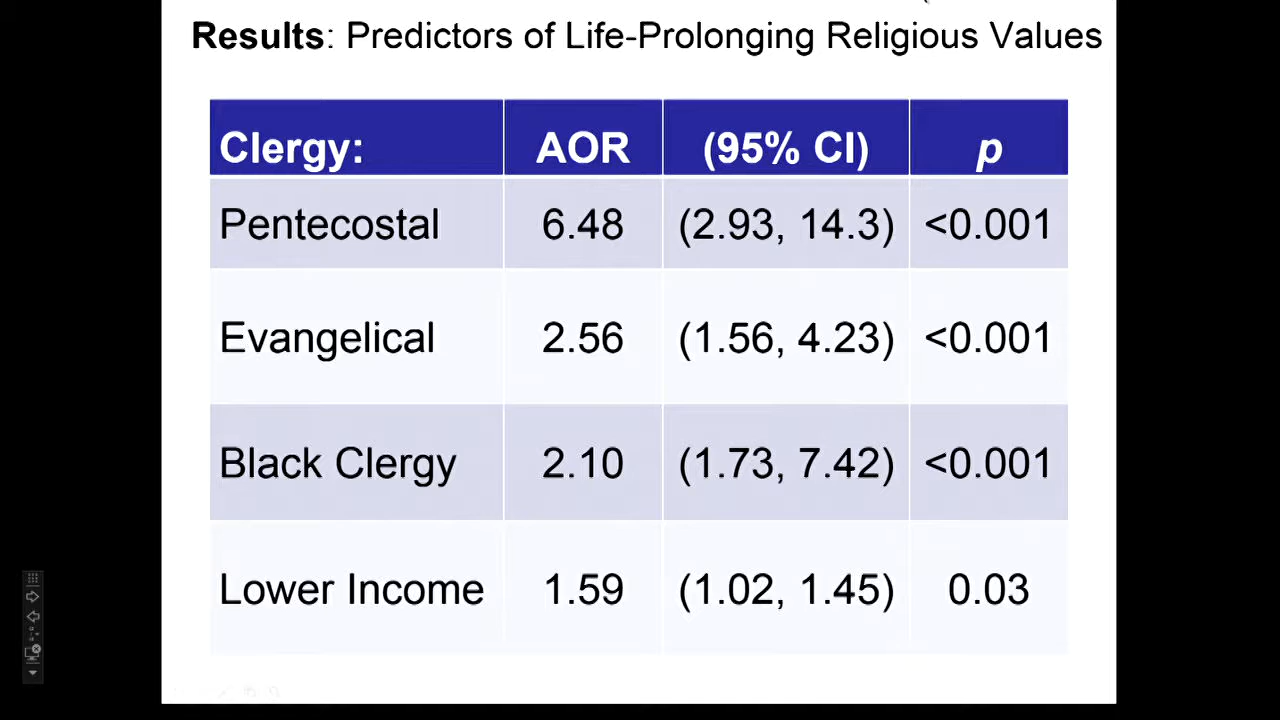 Results: Predictors of Life-Prolonging Religious Values
Clergy: AOR (95% CI) p
Pentecostal 6.48 (2.93, 14.3) <0.001
Evangelical 2.56 (1.56, 4.23) <0.001
Black Clergy 2.10 (1.73, 7.42) <0.001
Lower Income 1.59 (1.02, 1.45) 0.03